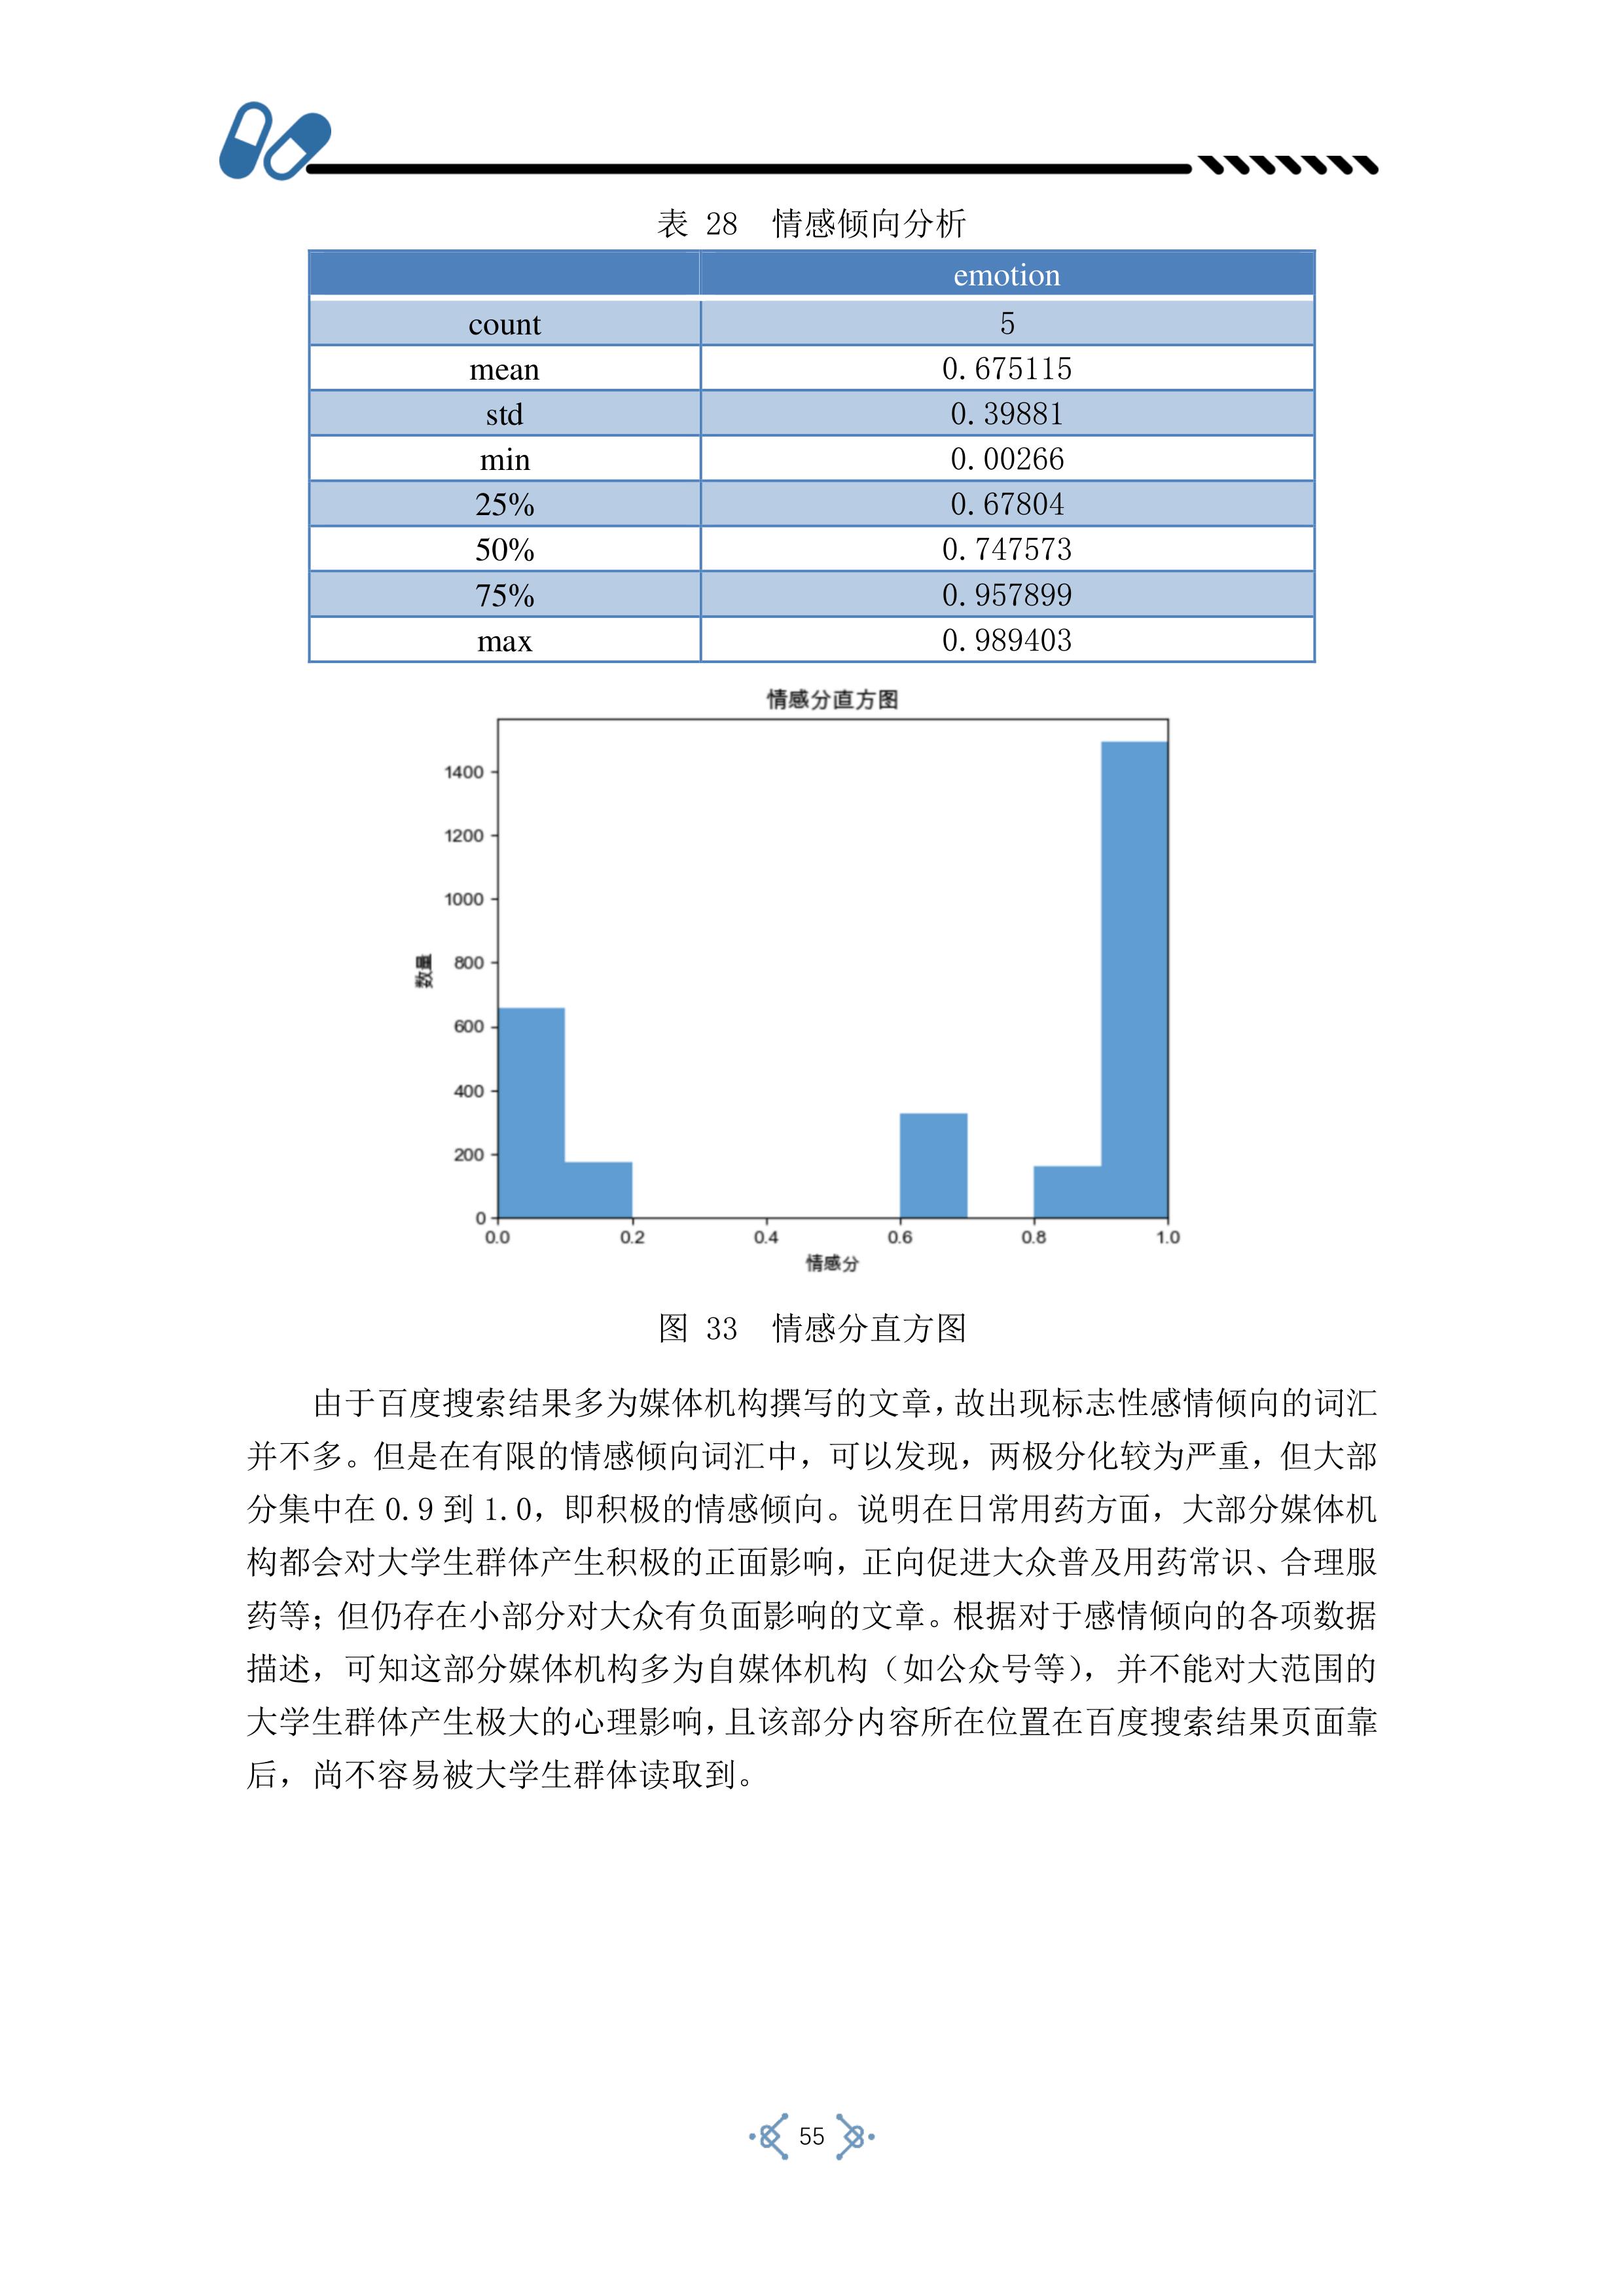 表 28 情感倾向分析
emotion
count 5
mean 0.675115
std 0.39881
min 0.00266
25% 0.67804
50% 0.747573
75% 0.957899
max 0.989403
情感分直方图
1400
1200
1000
800
600
400
200
0
数量
0.0 0.2 0.4 0.6 0.8 1.0
情感分
图 33 情感分直方图
由于百度搜索结果多为媒体机构撰写的文章，故出现标志性感情倾向的词汇
并不多。但是在有限的情感倾向词汇中，可以发现，两极分化较为严重，但大部
分集中在 0.9 到 1.0，即积极的情感倾向。说明在日常用药方面，大部分媒体机
构都会对大学生群体产生积极的正面影响，正向促进大众普及用药常识、合理服
药等；但仍存在小部分对大众有负面影响的文章。根据对于感情倾向的各项数据
描述，可知这部分媒体机构多为自媒体机构（如公众号等），并不能对大范围的
大学生群体产生极大的心理影响，且该部分内容所在位置在百度搜索结果页面靠
后，尚不容易被大学生群体读取到。
55